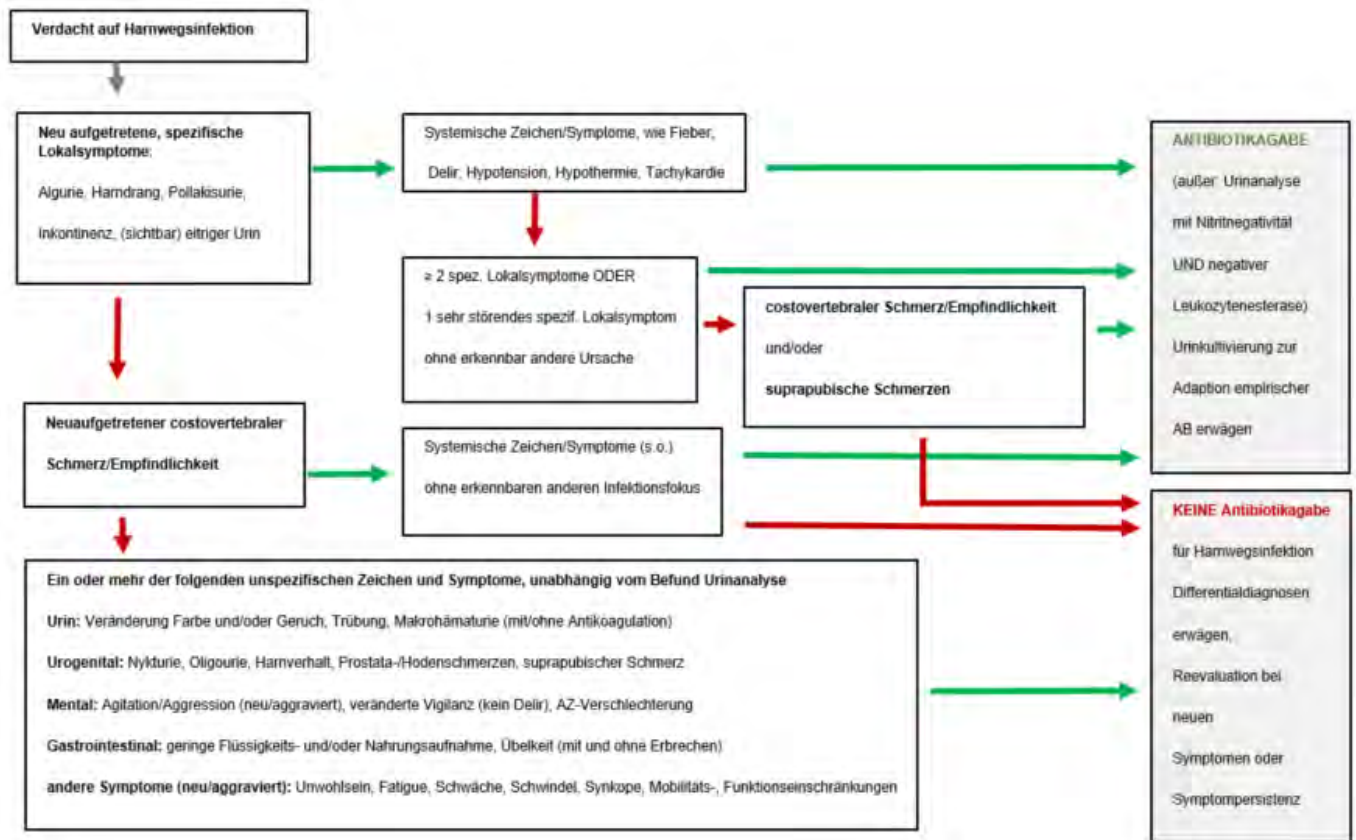 Verdacht auf Harnwegsinfektion
Neu aufgetretene, spezifische
Lokalsymptome:
Algurie, Harndrang, Pollakisurie,
Inkontinenz, (sichtbar) eitriger Urin
Systemische Zeichen/Symptome, wie Fieber,
Delir, Hypotension, Hypothermie, Tachykardie
≥ 2 spez. Lokalsymptome ODER
1 sehr störendes spezif. Lokalsymptom
ohne erkennbar andere Ursache
costovertebraler Schmerz/Empfindlichkeit
und/oder
suprapubische Schmerzen
ANTIBIOTIKAGABE
(außer: Urinanalyse
mit Nitritnegativität
UND negativer
Leukozytenesterase)
Urinkultivierung zur
Adaption empirischer
AB erwägen
Neuaufgetretener costovertebraler
Schmerz/Empfindlichkeit
Systemische Zeichen/Symptome (s.o.)
ohne erkennbaren anderen Infektionsfokus
KEINE Antibiotikagabe
für Harnwegsinfektion
Differentialdiagnosen
erwägen,
Reevaluation bei
neuen
Symptomen oder
Symptompersistenz
Ein oder mehr der folgenden unspezifischen Zeichen und Symptome, unabhängig vom Befund Urinanalyse
Urin: Veränderung Farbe und/oder Geruch, Trübung, Makrohämaturie (mit/ohne Antikoagulation)
Urogenital: Nykturie, Oligourie, Harnverhalt, Prostata-/Hodenschmerzen, suprapubischer Schmerz
Mental: Agitation/Aggression (neu/aggraviert), veränderte Vigilanz (kein Delir), AZ-Verschlechterung
Gastrointestinal: geringe Flüssigkeits- und/oder Nahrungsaufnahme, Übelkeit (mit und ohne Erbrechen)
andere Symptome (neu/aggraviert): Unwohlsein, Fatigue, Schwäche, Schwindel, Synkope, Mobilitäts-, Funktionseinschränkungen